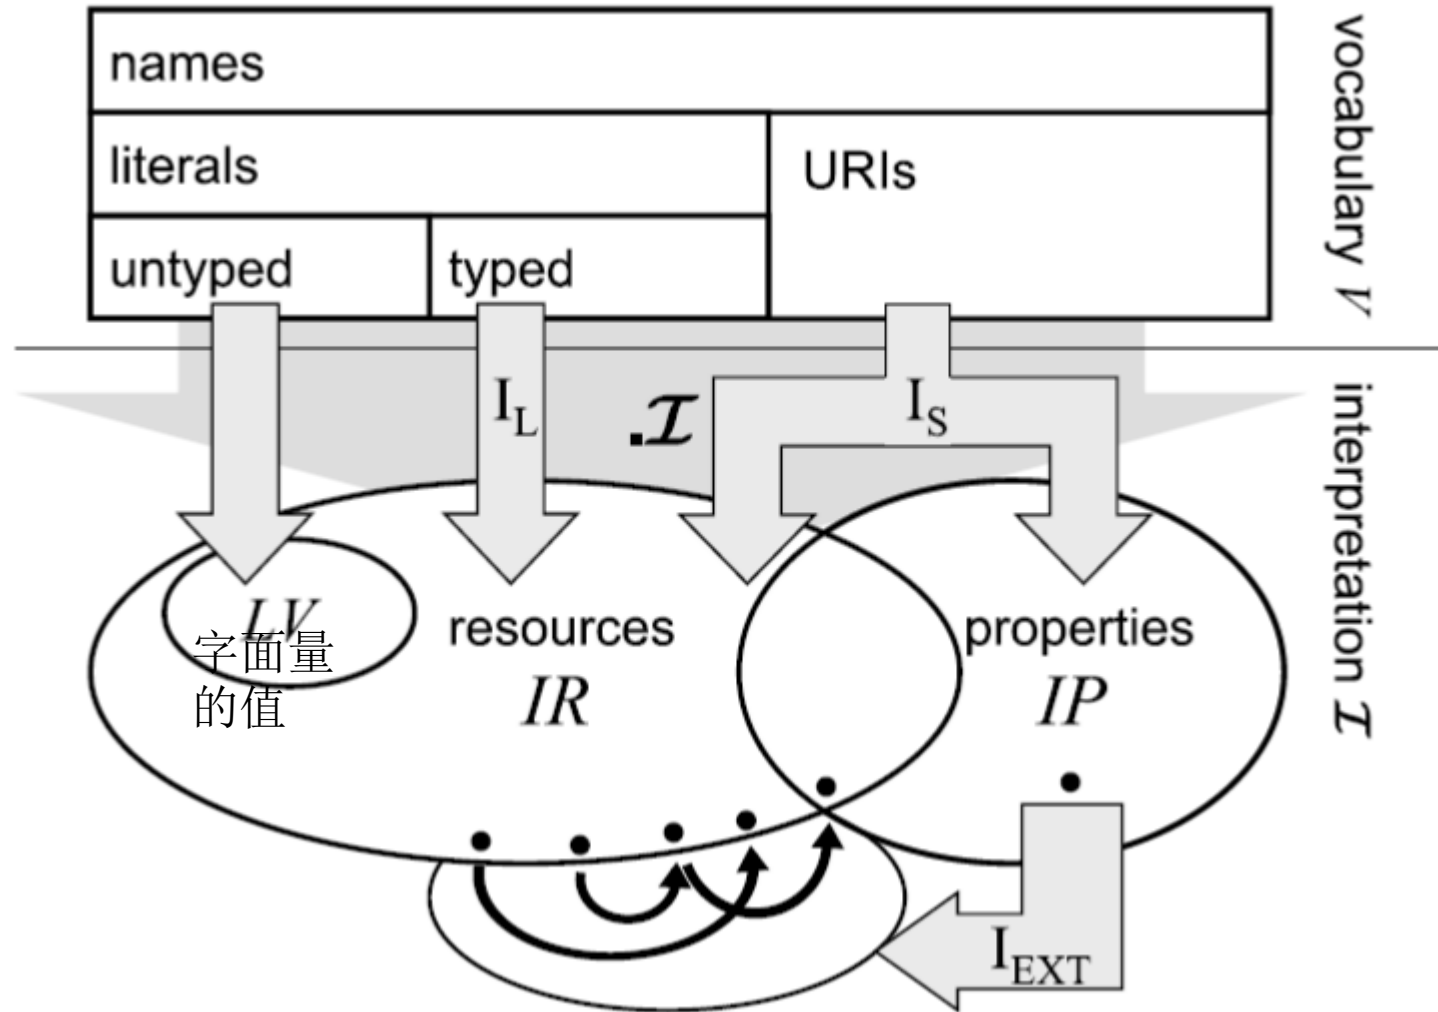 names
literals
URIs
untyped
typed
vocabulary V
I_L
.𝓘
I_S
interpretation 𝓘
LV
字面量
的值
resources
IR
properties
IP
I_EXT